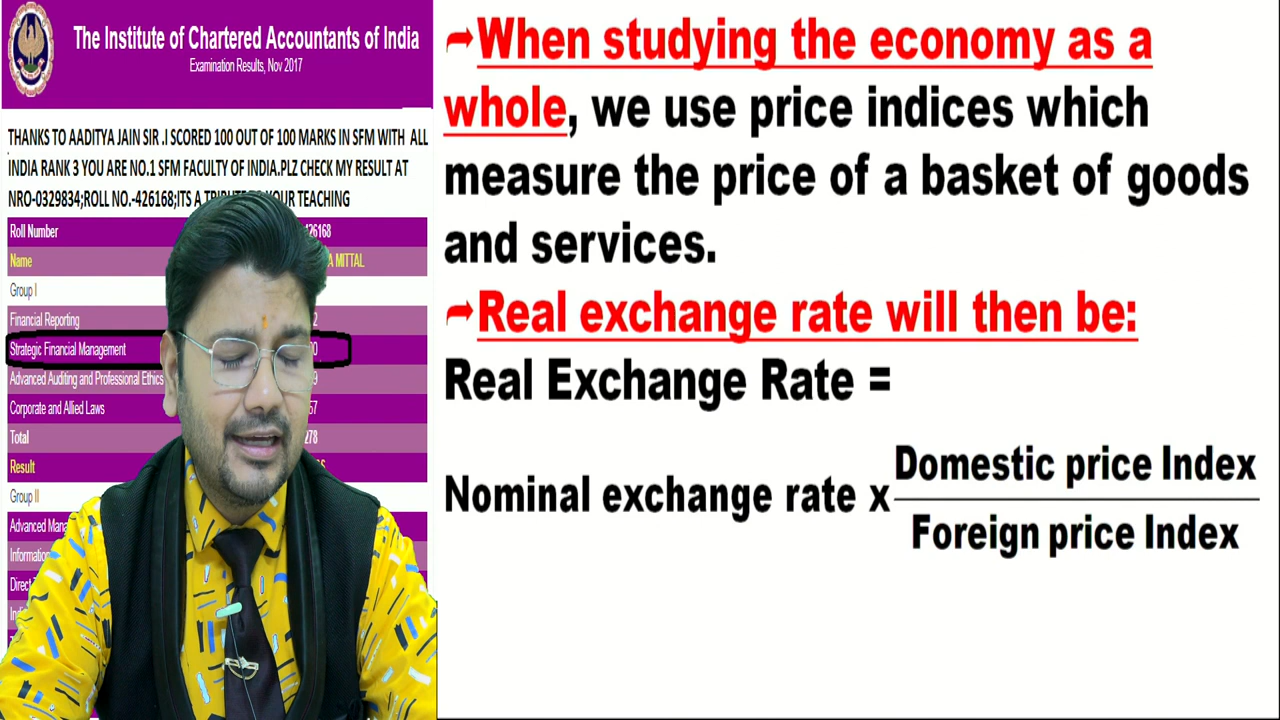 The Institute of Chartered Accountants of India
Examination Results, Nov 2017
THANKS TO AADITYA JAIN SIR .I SCORED 100 OUT OF 100 MARKS IN SFM WITH ALL
INDIA RANK 3 YOU ARE NO.1 SFM FACULTY OF INDIA.PLZ CHECK MY RESULT AT
NRO-0329834;ROLL NO.-426168;ITS A YOUR TEACHING
Roll Number
Name MITTAL
Group I
Financial Reporting
Strategic Financial Management
Advanced Auditing and Professional Ethics
Corporate and Allied Laws
Total 278
Result
Group II
Advanced
➦When studying the economy as a
whole, we use price indices which
measure the price of a basket of goods
and services.
➦Real exchange rate will then be:
Real Exchange Rate =
Nominal exchange rate x
Domestic price Index
Foreign price Index